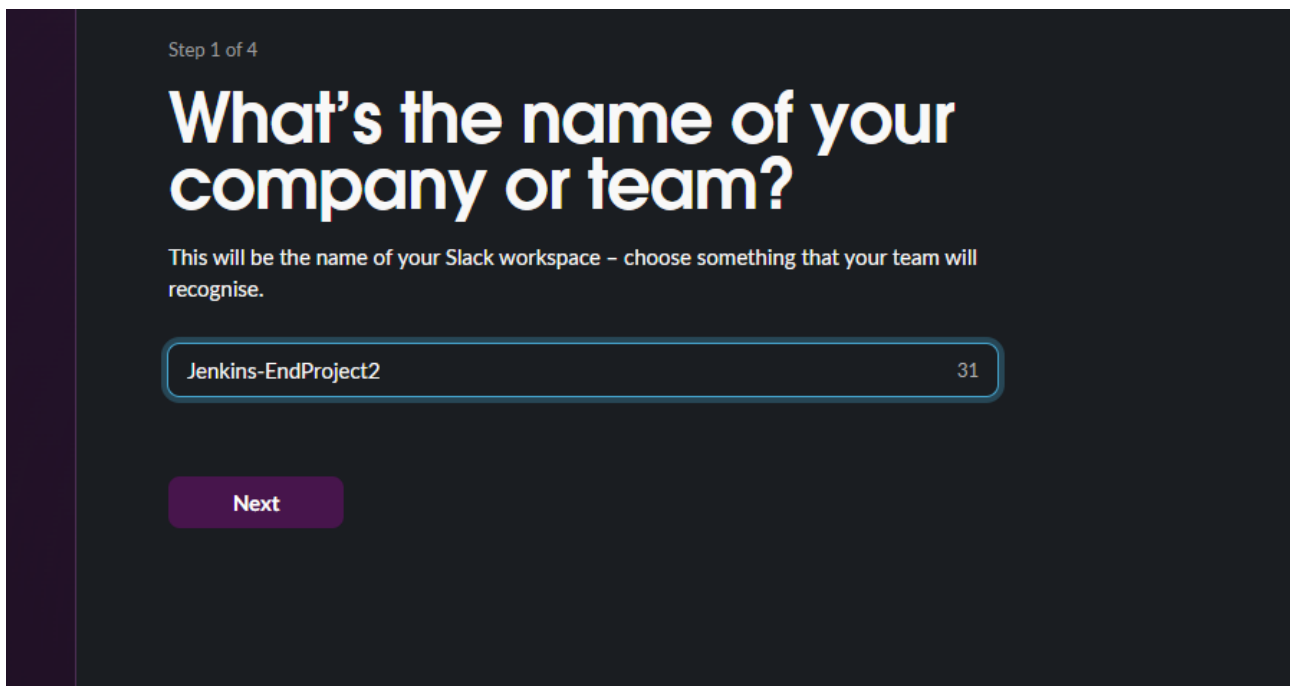 Step 1 of 4
What’s the name of your
company or team?
This will be the name of your Slack workspace – choose something that your team will
recognise.
Jenkins-EndProject2 31
Next